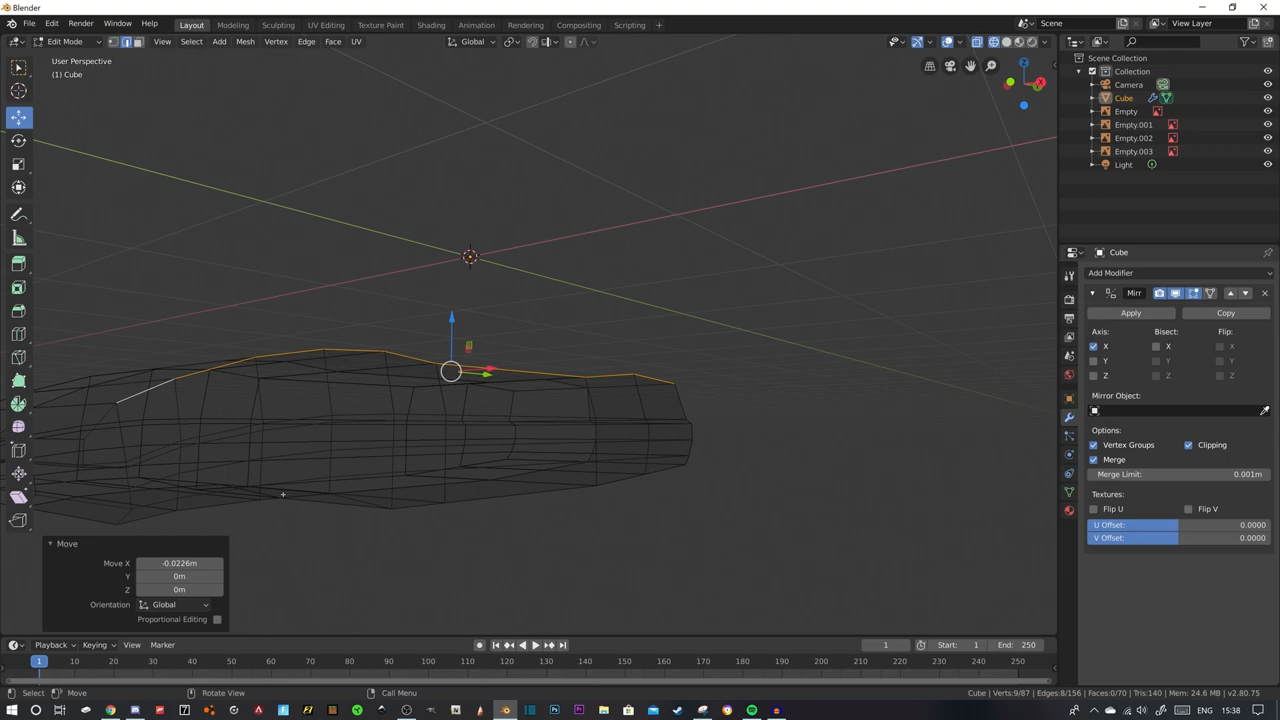 Blender
File Edit Render Window Help Layout Modeling Sculpting UV Editing Texture Paint Shading Animation Rendering Compositing Scripting + Scene View Layer
Edit Mode View Select Add Mesh Vertex Edge Face UV Global
User Perspective
(1) Cube
Scene Collection
Collection
Camera
Cube
Empty
Empty.001
Empty.002
Empty.003
Light
Cube
Add Modifier
Mirr
Apply Copy
Axis: Bisect: Flip:
X X X
Y Y Y
Z Z Z
Mirror Object:
Options:
Vertex Groups Clipping
Merge
Merge Limit: 0.001m
Textures:
Flip U Flip V
U Offset: 0.0000
V Offset: 0.0000
Move
Move X -0.0226m
Y 0m
Z 0m
Orientation Global
Proportional Editing
Playback Keying View Marker 1 Start: 1 End: 250
1 10 20 30 40 50 60 70 80 90 100 110 120 130 140 150 160 170 180 190 200 210 220 230 240 250
Select Move Rotate View Call Menu Cube | Verts:9/87 | Edges:8/156 | Faces:0/70 | Tris:140 | Mem: 24.6 MB | v2.80.75
ENG 15:38